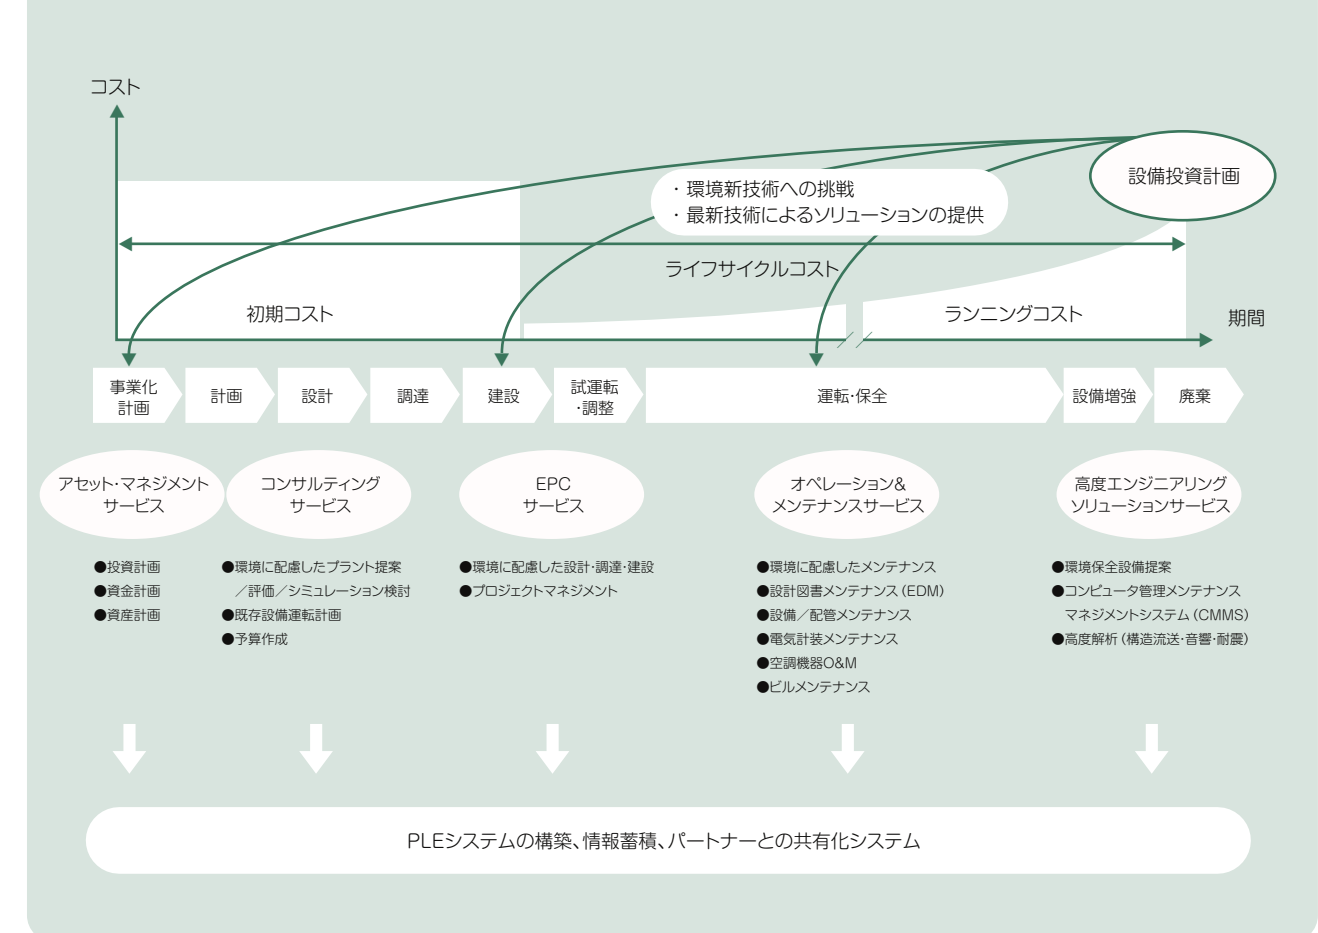 コスト
設備投資計画
・環境新技術への挑戦
・最新技術によるソリューションの提供
ライフサイクルコスト
初期コスト
ランニングコスト
期間
事業化
計画
計画
設計
調達
建設
試運転
・調整
運転・保全
設備増強
廃棄
アセット・マネジメント
サービス
●投資計画
●資金計画
●資産計画
コンサルティング
サービス
●環境に配慮したプラント提案
／評価／シミュレーション検討
●既存設備運転計画
●予算作成
EPC
サービス
●環境に配慮した設計・調達・建設
●プロジェクトマネジメント
オペレーション&
メンテナンスサービス
●環境に配慮したメンテナンス
●設計図書メンテナンス（EDM）
●設備／配管メンテナンス
●電気計装メンテナンス
●空調機器O&M
●ビルメンテナンス
高度エンジニアリング
ソリューションサービス
●環境保全設備提案
●コンピュータ管理メンテナンス
マネジメントシステム（CMMS）
●高度解析（構造流送・音響・耐震）
PLEシステムの構築、情報蓄積、パートナーとの共有化システム